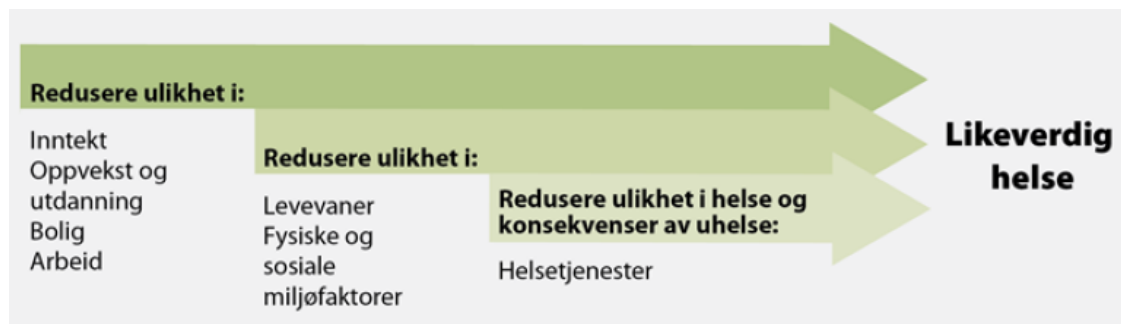 Redusere ulikhet i:
Inntekt
Oppvekst og
utdanning
Bolig
Arbeid
Redusere ulikhet i:
Levevaner
Fysiske og
sosiale
miljøfaktorer
Redusere ulikhet i helse og
konsekvenser av uhelse:
Helsetjenester
Likeverdig
helse